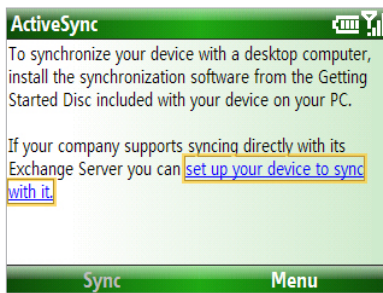 ActiveSync
To synchronize your device with a desktop computer,
install the synchronization software from the Getting
Started Disc included with your device on your PC.
If your company supports syncing directly with its
Exchange Server you can set up your device to sync
with it.
Sync Menu